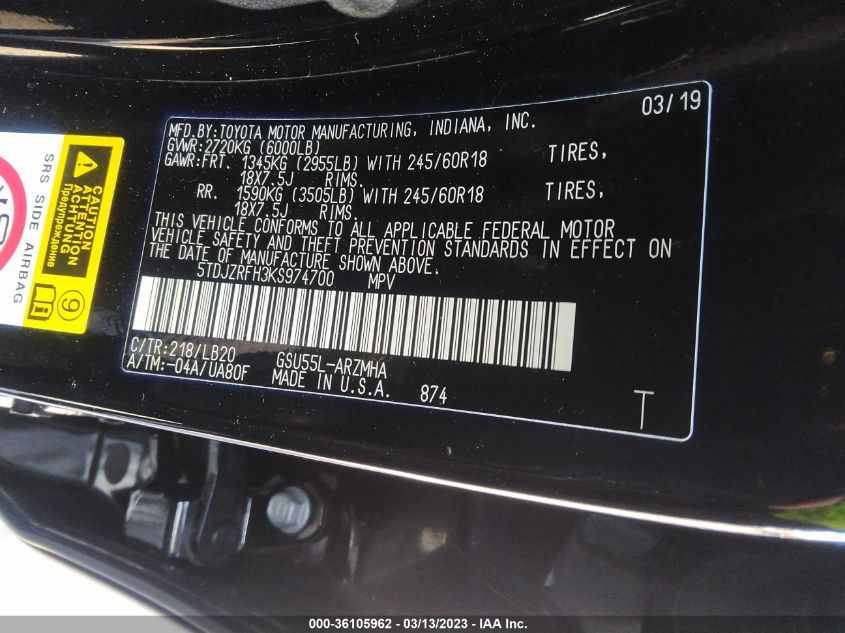 03/19
MFD. BY: TOYOTA MOTOR MANUFACTURING, INDIANA, INC.
GVWR: 2720KG (6000LB)
GAWR: FRT. 1345KG (2955LB) WITH 245/60R18 TIRES,
18X7.5J RIMS.
RR. 1590KG (3505LB) WITH 245/60R18 TIRES,
18X7.5J RIMS.
THIS VEHICLE CONFORMS TO ALL APPLICABLE FEDERAL MOTOR
VEHICLE SAFETY AND THEFT PREVENTION STANDARDS IN EFFECT ON
THE DATE OF MANUFACTURE SHOWN ABOVE.
5TDJZRFH3KS974700 MPV
C/TR: 218/LB20 GSU55L-ARZMHA
A/TM: -04A/UA80F MADE IN U.S.A. 874
T
SRS SIDE AIRBAG
CAUTION
ATTENTION
Предупреждение
9
000-36105962 - 03/13/2023 - IAA Inc.